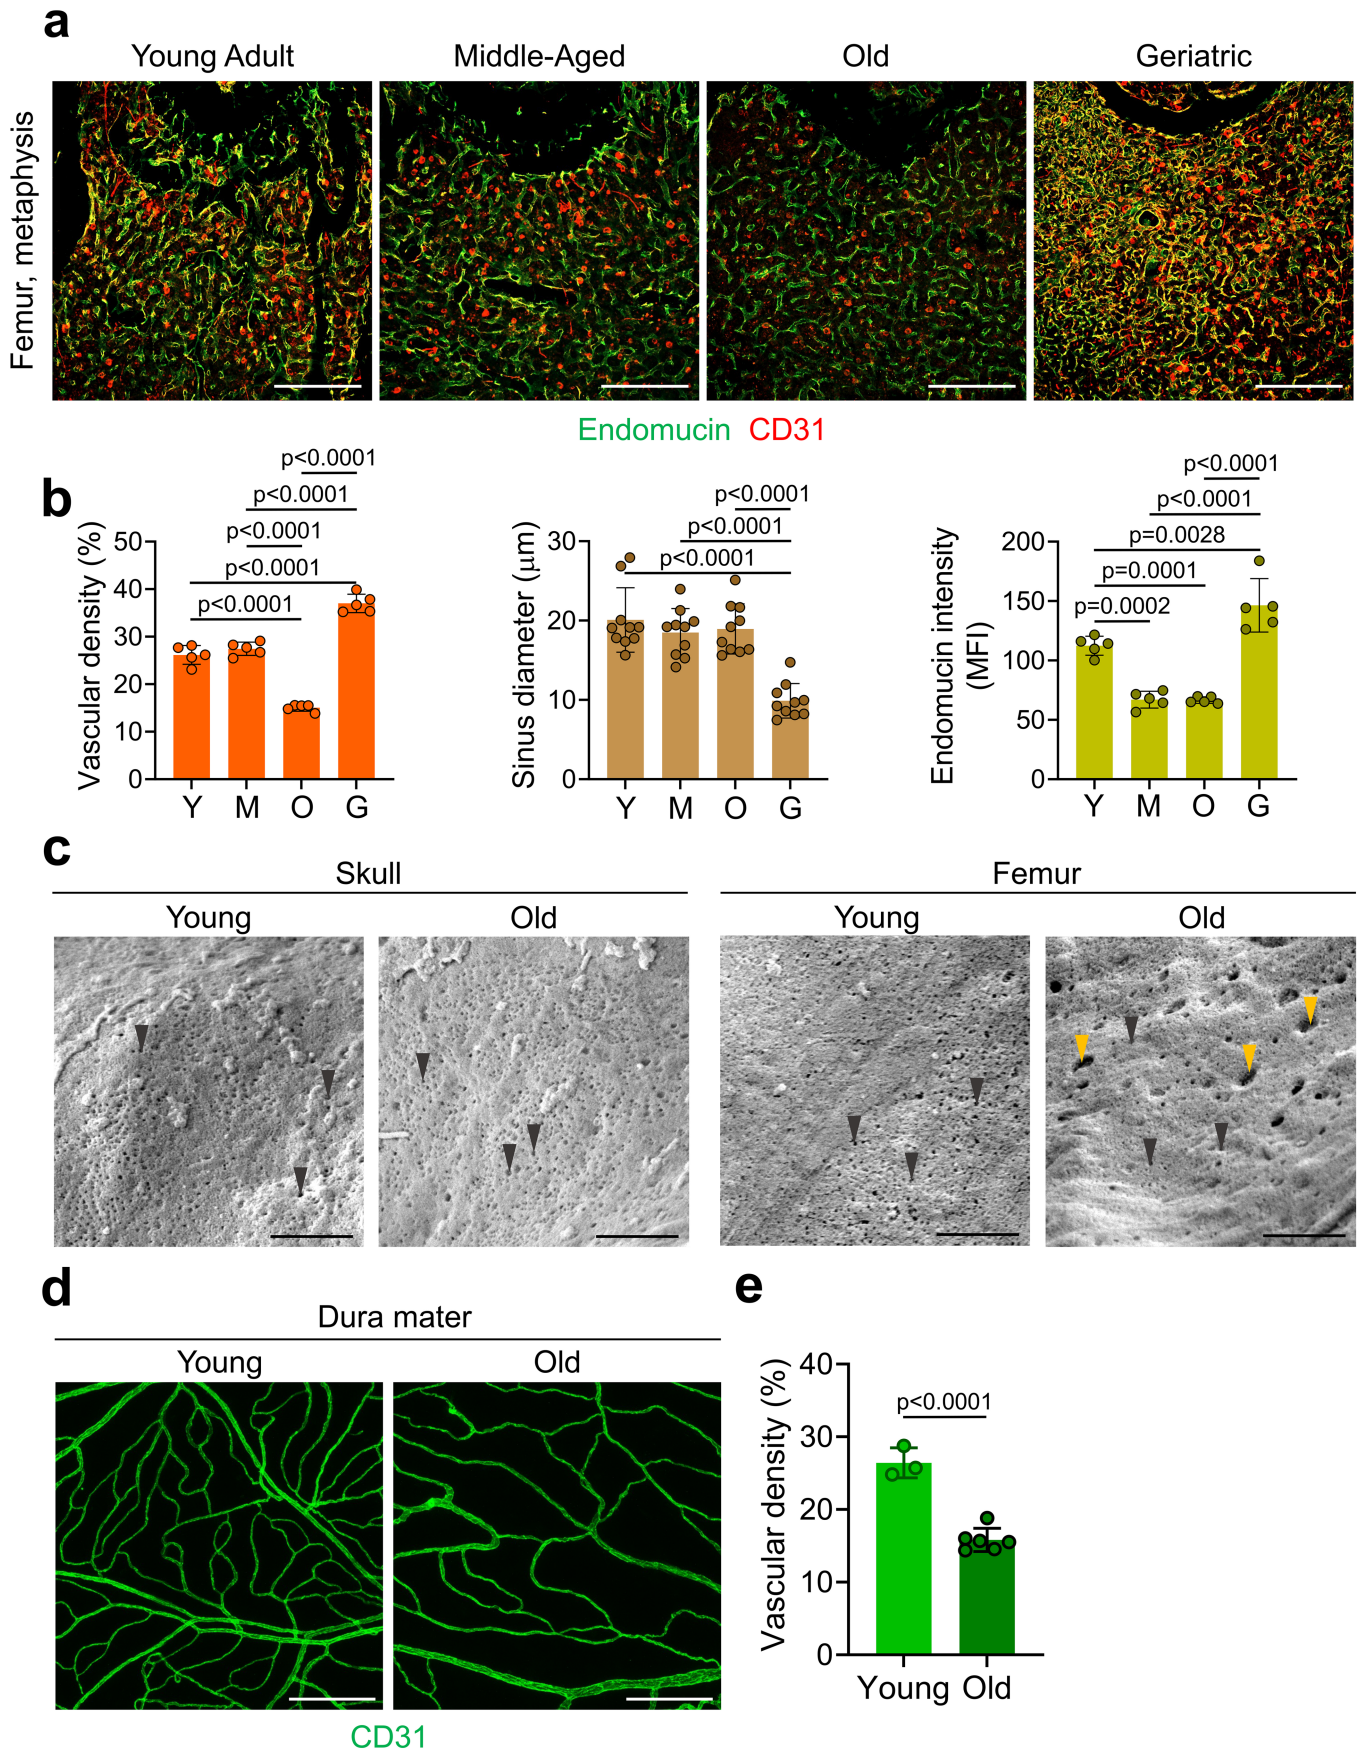 a
Young Adult Middle-Aged Old Geriatric
Femur, metaphysis
Endomucin CD31
b
Vascular density (%)
50
40
30
20
10
0
Y M O G
p<0.0001
p<0.0001
p<0.0001
p<0.0001
p<0.0001
Sinus diameter (µm)
30
20
10
0
Y M O G
p<0.0001
p<0.0001
p<0.0001
Endomucin intensity
(MFI)
200
150
100
50
0
Y M O G
p<0.0001
p<0.0001
p=0.0028
p=0.0001
p=0.0002
c
Skull Femur
Young Old Young Old
d
Dura mater
Young Old
CD31
e
Vascular density (%)
40
30
20
10
0
p<0.0001
Young Old